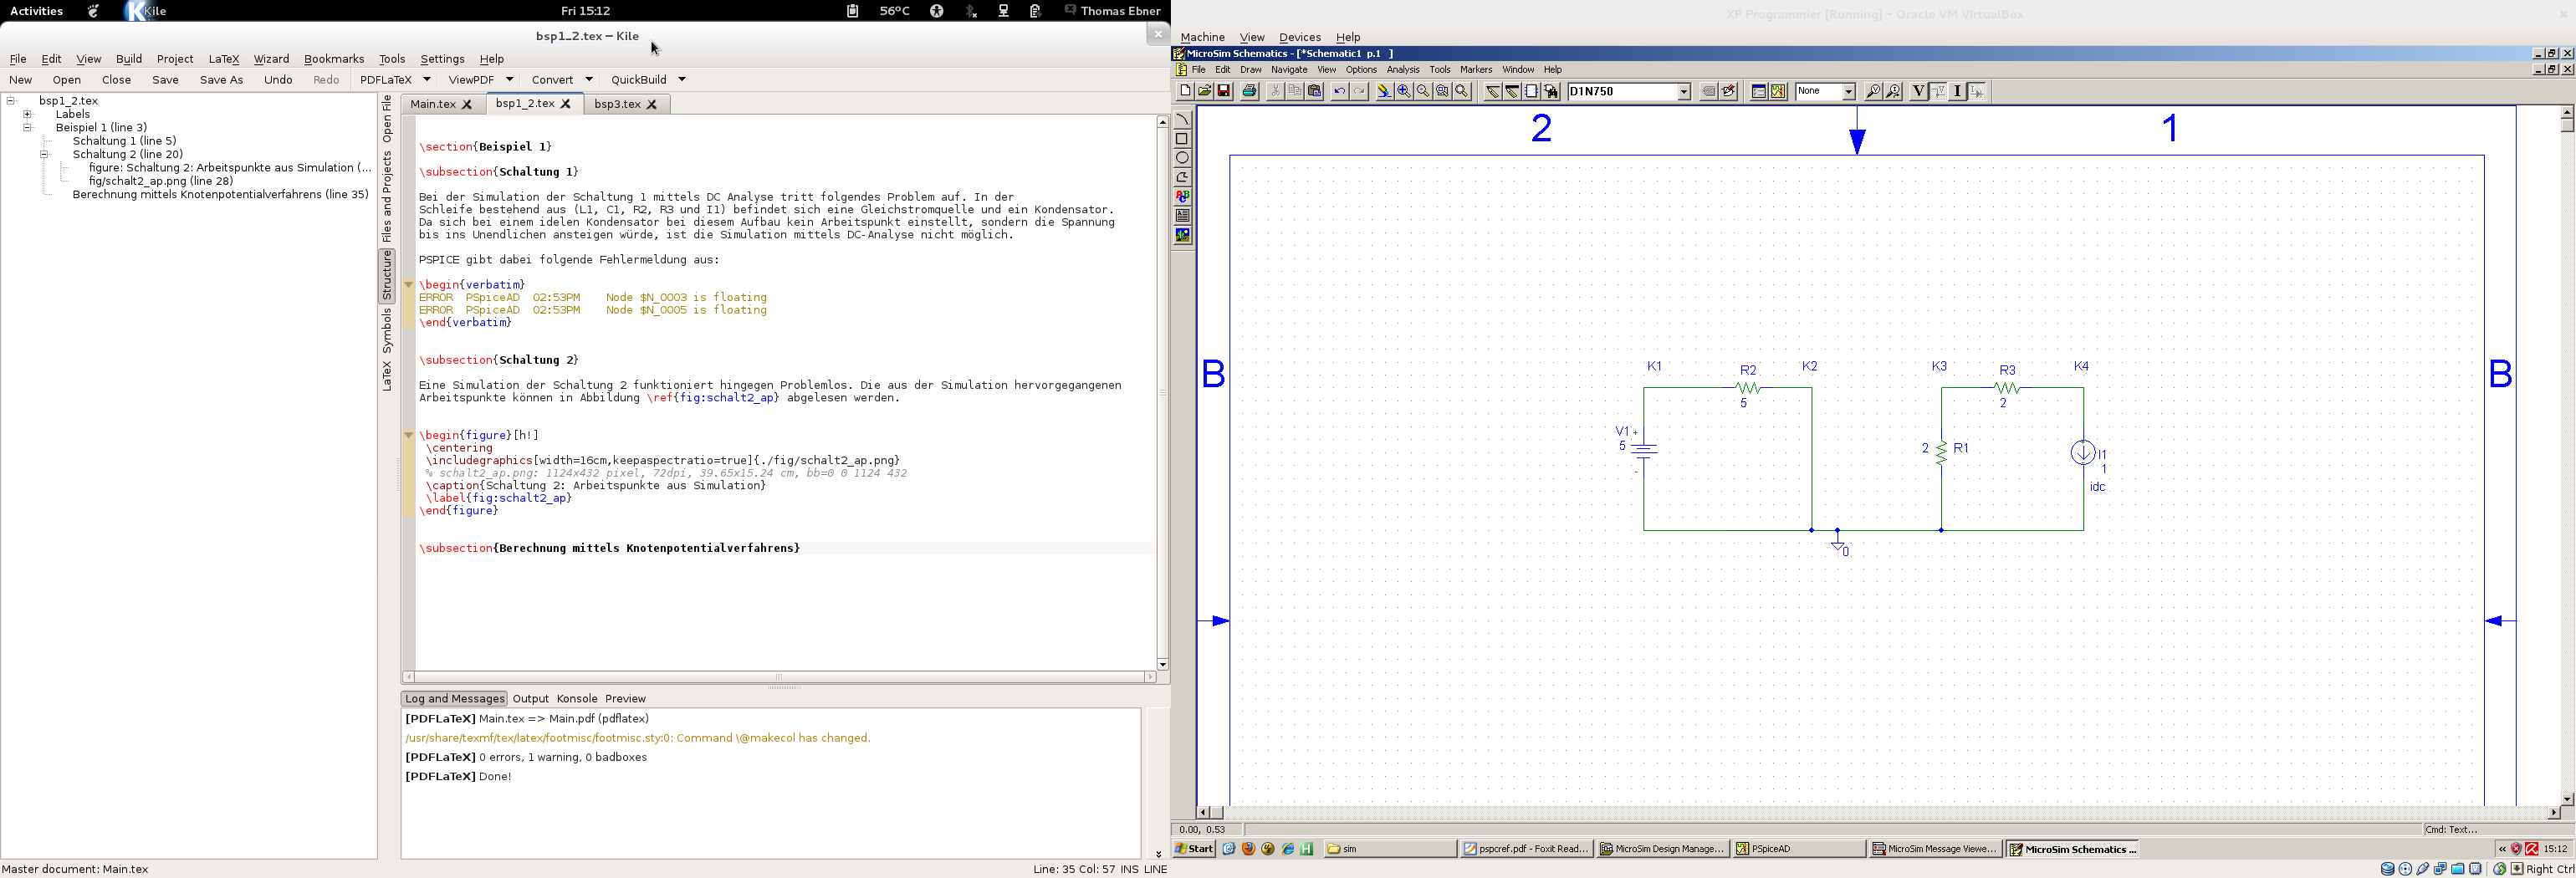 Activities
Kile
Fri 15:12
56°C
Thomas Ebner
bsp1_2.tex — Kile
File Edit View Build Project LaTeX Wizard Bookmarks Tools Settings Help
New Open Close Save Save As Undo Redo PDFLaTeX ViewPDF Convert QuickBuild
bsp1_2.tex
Labels
Beispiel 1 (line 3)
Schaltung 1 (line 5)
Schaltung 2 (line 20)
figure: Schaltung 2: Arbeitspunkte aus Simulation (...
fig/schalt2_ap.png (line 28)
Berechnung mittels Knotenpotentialverfahrens (line 35)
Open File
Files and Projects
Structure
Symbols
LaTeX
Main.tex bsp1_2.tex bsp3.tex
\section{Beispiel 1}
\subsection{Schaltung 1}
Bei der Simulation der Schaltung 1 mittels DC Analyse tritt folgendes Problem auf. In der
Schleife bestehend aus (L1, C1, R2, R3 und I1) befindet sich eine Gleichstromquelle und ein Kondensator.
Da sich bei einem idelen Kondensator bei diesem Aufbau kein Arbeitspunkt einstellt, sondern die Spannung
bis ins Unendlichen ansteigen würde, ist die Simulation mittels DC-Analyse nicht möglich.
PSPICE gibt dabei folgende Fehlermeldung aus:
\begin{verbatim}
ERROR PSpiceAD 02:53PM Node $N_0003 is floating
ERROR PSpiceAD 02:53PM Node $N_0005 is floating
\end{verbatim}
\subsection{Schaltung 2}
Eine Simulation der Schaltung 2 funktioniert hingegen Problemlos. Die aus der Simulation hervorgegangenen
Arbeitspunkte können in Abbildung \ref{fig:schalt2_ap} abgelesen werden.
\begin{figure}[h!]
\centering
\includegraphics[width=16cm,keepaspectratio=true]{./fig/schalt2_ap.png}
% schalt2_ap.png: 1124x432 pixel, 72dpi, 39.65x15.24 cm, bb=0 0 1124 432
\caption{Schaltung 2: Arbeitspunkte aus Simulation}
\label{fig:schalt2_ap}
\end{figure}
\subsection{Berechnung mittels Knotenpotentialverfahrens}
Log and Messages Output Konsole Preview
[PDFLaTeX] Main.tex => Main.pdf (pdflatex)
/usr/share/texmf/tex/latex/footmisc/footmisc.sty:0: Command \@makecol has changed.
[PDFLaTeX] 0 errors, 1 warning, 0 badboxes
[PDFLaTeX] Done!
Master document: Main.tex
Line: 35 Col: 57 INS LINE
XP Programmier [Running] – Oracle VM VirtualBox
Machine View Devices Help
MicroSim Schematics - [*Schematic1 p.1 ]
File Edit Draw Navigate View Options Analysis Tools Markers Window Help
D1N750
None
V I
2 1
B B
K1 R2 K2 K3 R3 K4
5 2
V1 +
5
-
2 R1
I1
1
idc
0
0.00, 0.53
Cmd: Text...
Start
sim
pspcref.pdf - Foxit Read...
MicroSim Design Manage...
PSpiceAD
MicroSim Message Viewe...
MicroSim Schematics ...
15:12
Right Ctrl